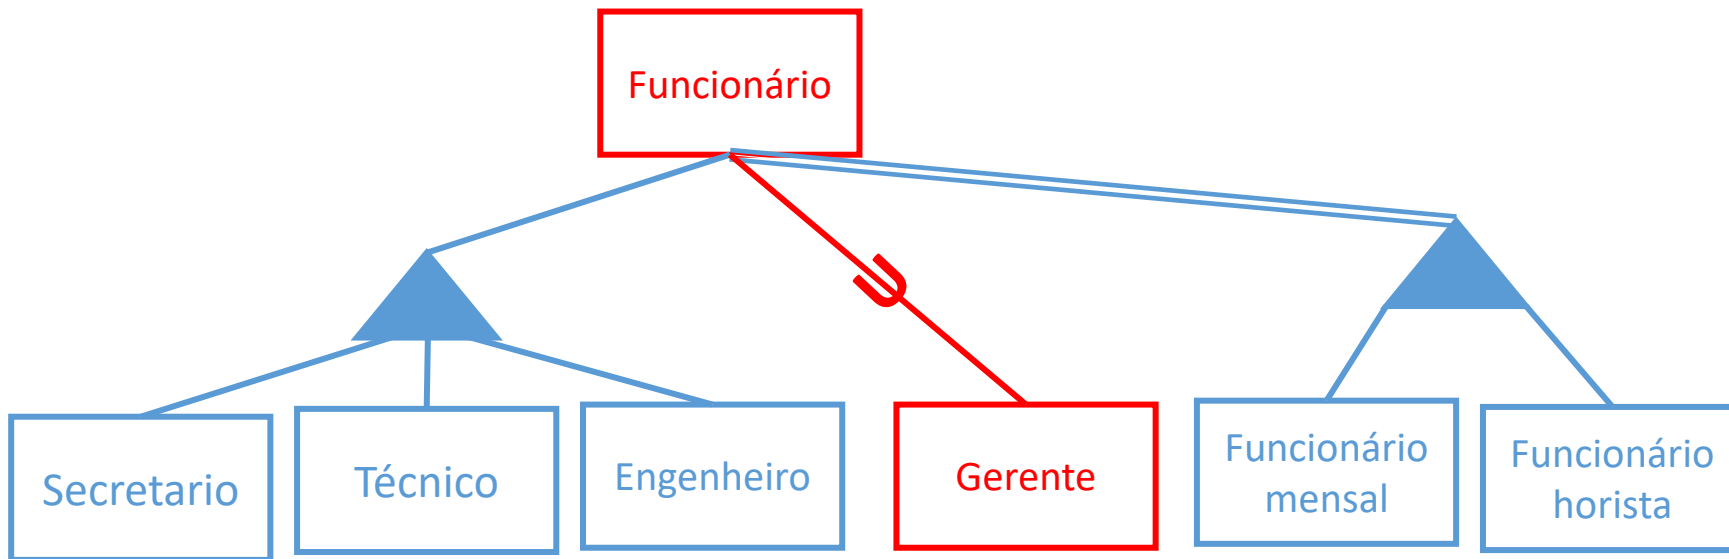 Funcionário
Secretario
Técnico
Engenheiro
Gerente
Funcionário
mensal
Funcionário
horista